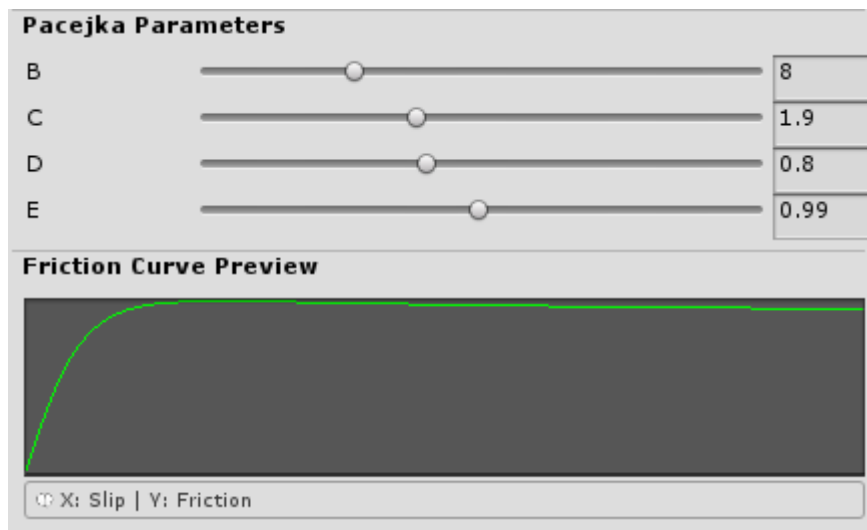 Pacejka Parameters
B 8
C 1.9
D 0.8
E 0.99
Friction Curve Preview
X: Slip | Y: Friction